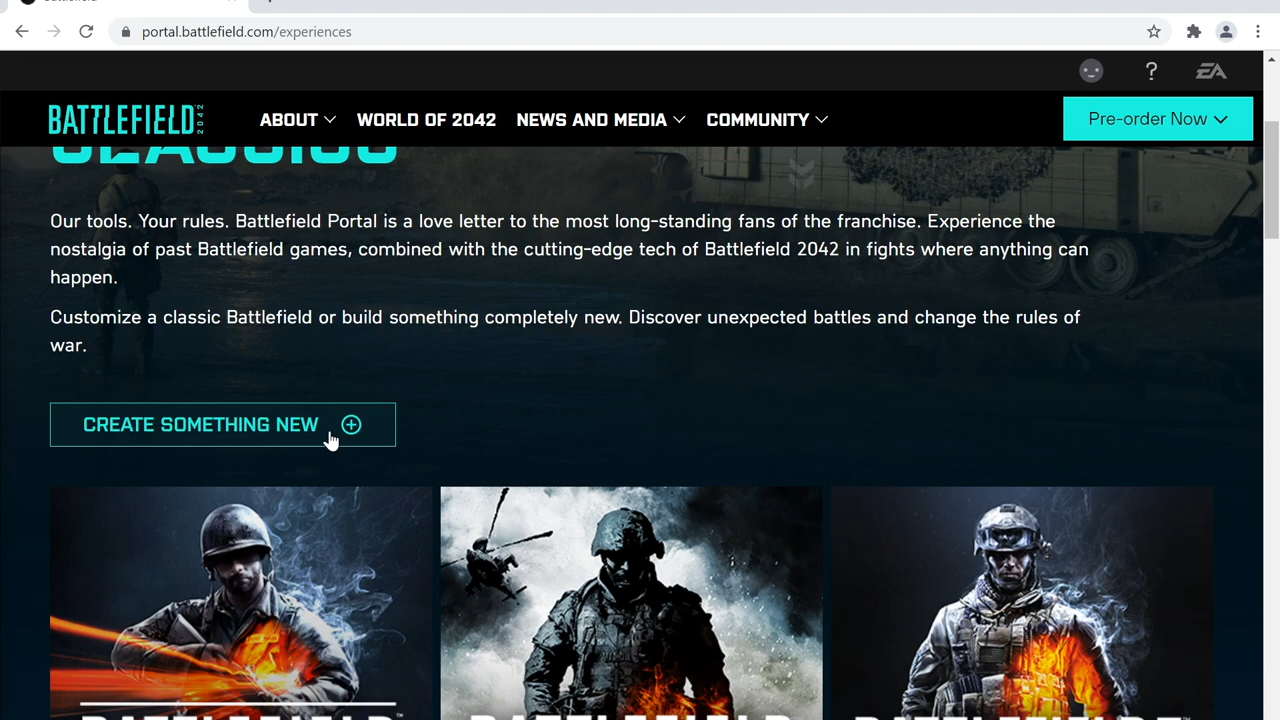 portal.battlefield.com/experiences
?
EA
BATTLEFIELD 2042
ABOUT
WORLD OF 2042
NEWS AND MEDIA
COMMUNITY
Pre-order Now
Our tools. Your rules. Battlefield Portal is a love letter to the most long-standing fans of the franchise. Experience the
nostalgia of past Battlefield games, combined with the cutting-edge tech of Battlefield 2042 in fights where anything can
happen.
Customize a classic Battlefield or build something completely new. Discover unexpected battles and change the rules of
war.
CREATE SOMETHING NEW